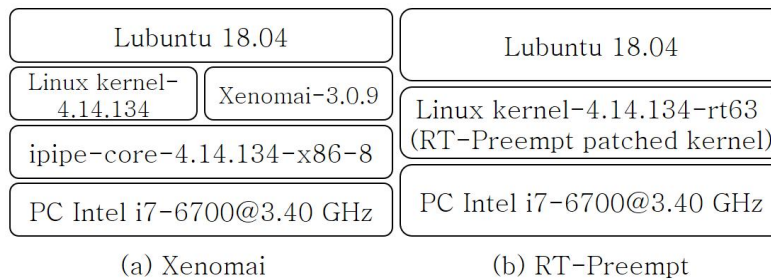 Lubuntu 18.04
Linux kernel-
4.14.134
Xenomai-3.0.9
ipipe-core-4.14.134-x86-8
PC Intel i7-6700@3.40 GHz
(a) Xenomai
Lubuntu 18.04
Linux kernel-4.14.134-rt63
(RT-Preempt patched kernel)
PC Intel i7-6700@3.40 GHz
(b) RT-Preempt